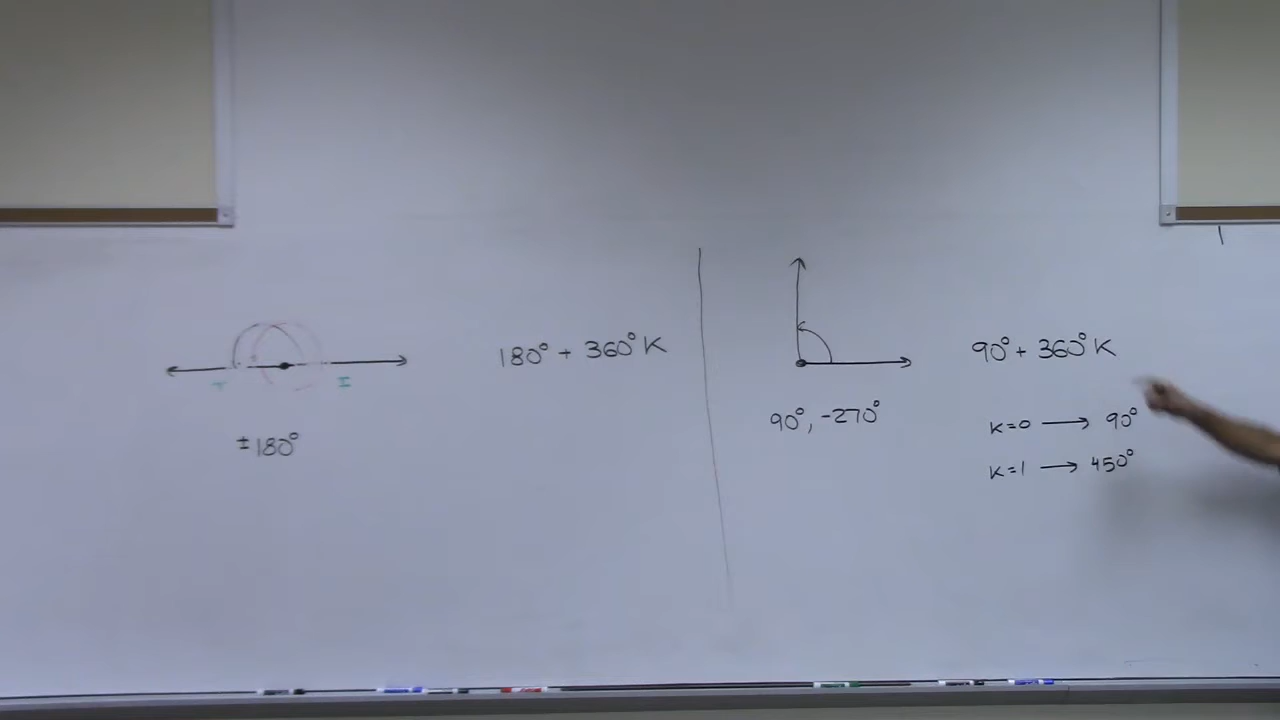 180° + 360°K
±180°
90° + 360°K
90°, -270°
K=0 → 90°
K=1 → 450°